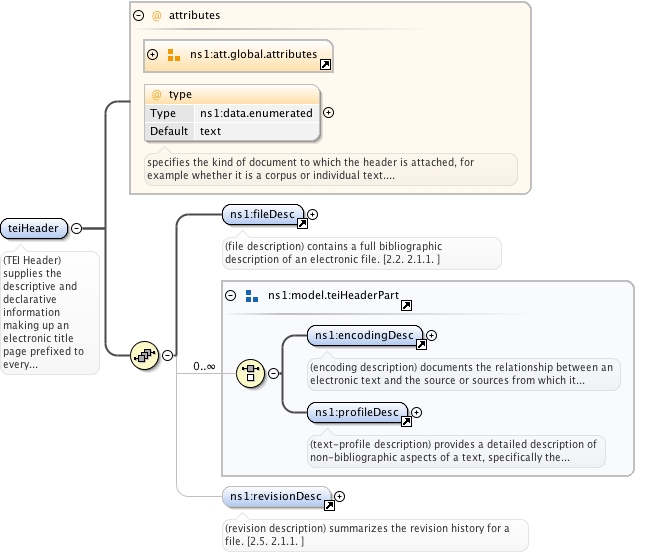 @ attributes
ns1:att.global.attributes
@ type
Type ns1:data.enumerated
Default text
specifies the kind of document to which the header is attached, for
example whether it is a corpus or individual text....
teiHeader
(TEI Header)
supplies the
descriptive and
declarative
information
making up an
electronic title
page prefixed to
every...
ns1:fileDesc
(file description) contains a full bibliographic
description of an electronic file. [2.2. 2.1.1. ]
ns1:model.teiHeaderPart
0..∞
ns1:encodingDesc
(encoding description) documents the relationship between an
electronic text and the source or sources from which it...
ns1:profileDesc
(text-profile description) provides a detailed description of
non-bibliographic aspects of a text, specifically the...
ns1:revisionDesc
(revision description) summarizes the revision history for a
file. [2.5. 2.1.1. ]